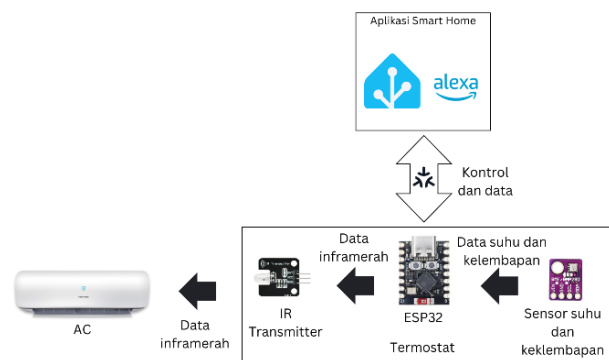 Aplikasi Smart Home
alexa
Kontrol
dan data
Data
inframerah
Data suhu dan
kelembapan
AC
Data
inframerah
IR
Transmitter
ESP32
Termostat
Sensor suhu
dan
keklembapan